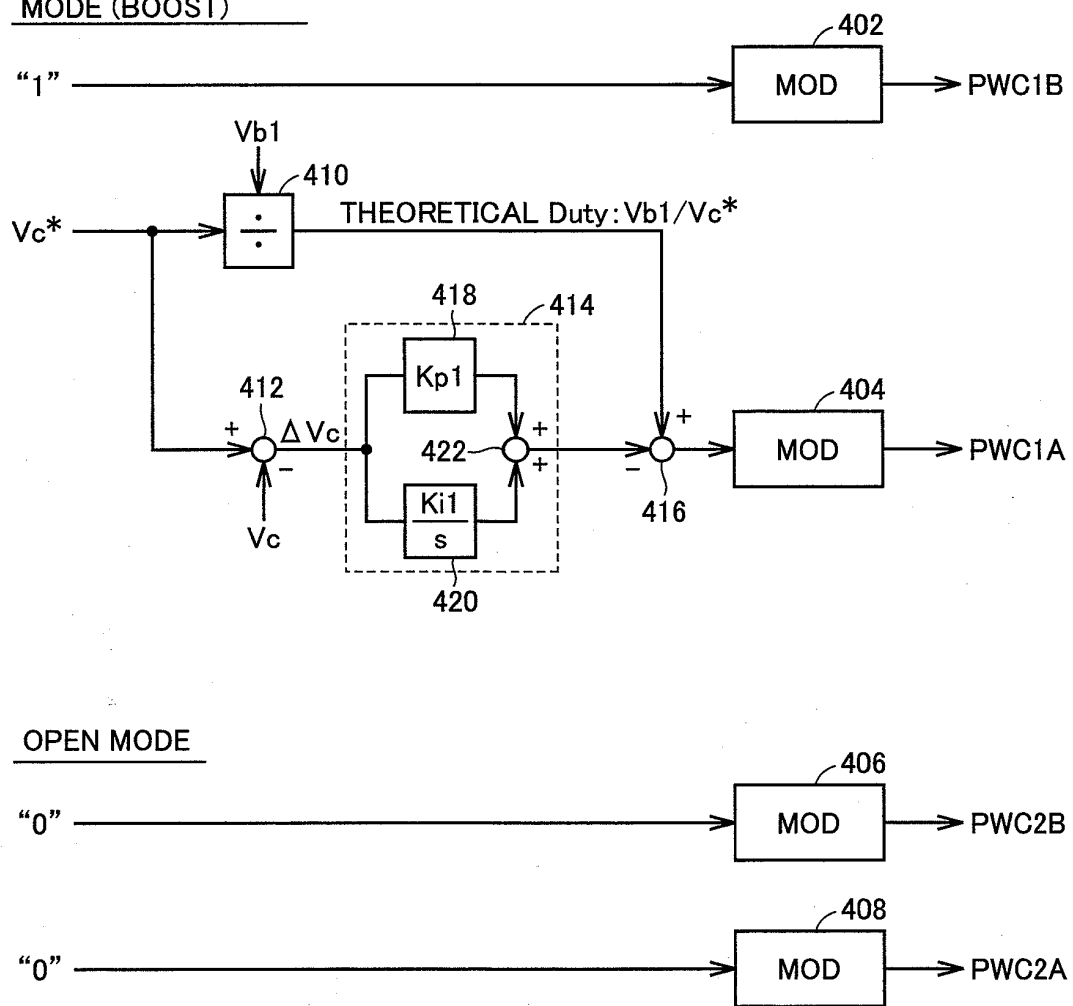 MODE (BOOST)
402
"1"
MOD
PWC1B
Vb1
410
Vc*
÷
THEORETICAL Duty:Vb1/Vc*
418
414
Kp1
412
404
+
ΔVc
+
+
422
+
MOD
PWC1A
-
-
416
Ki1
s
Vc
420
OPEN MODE
406
"0"
MOD
PWC2B
408
"0"
MOD
PWC2A